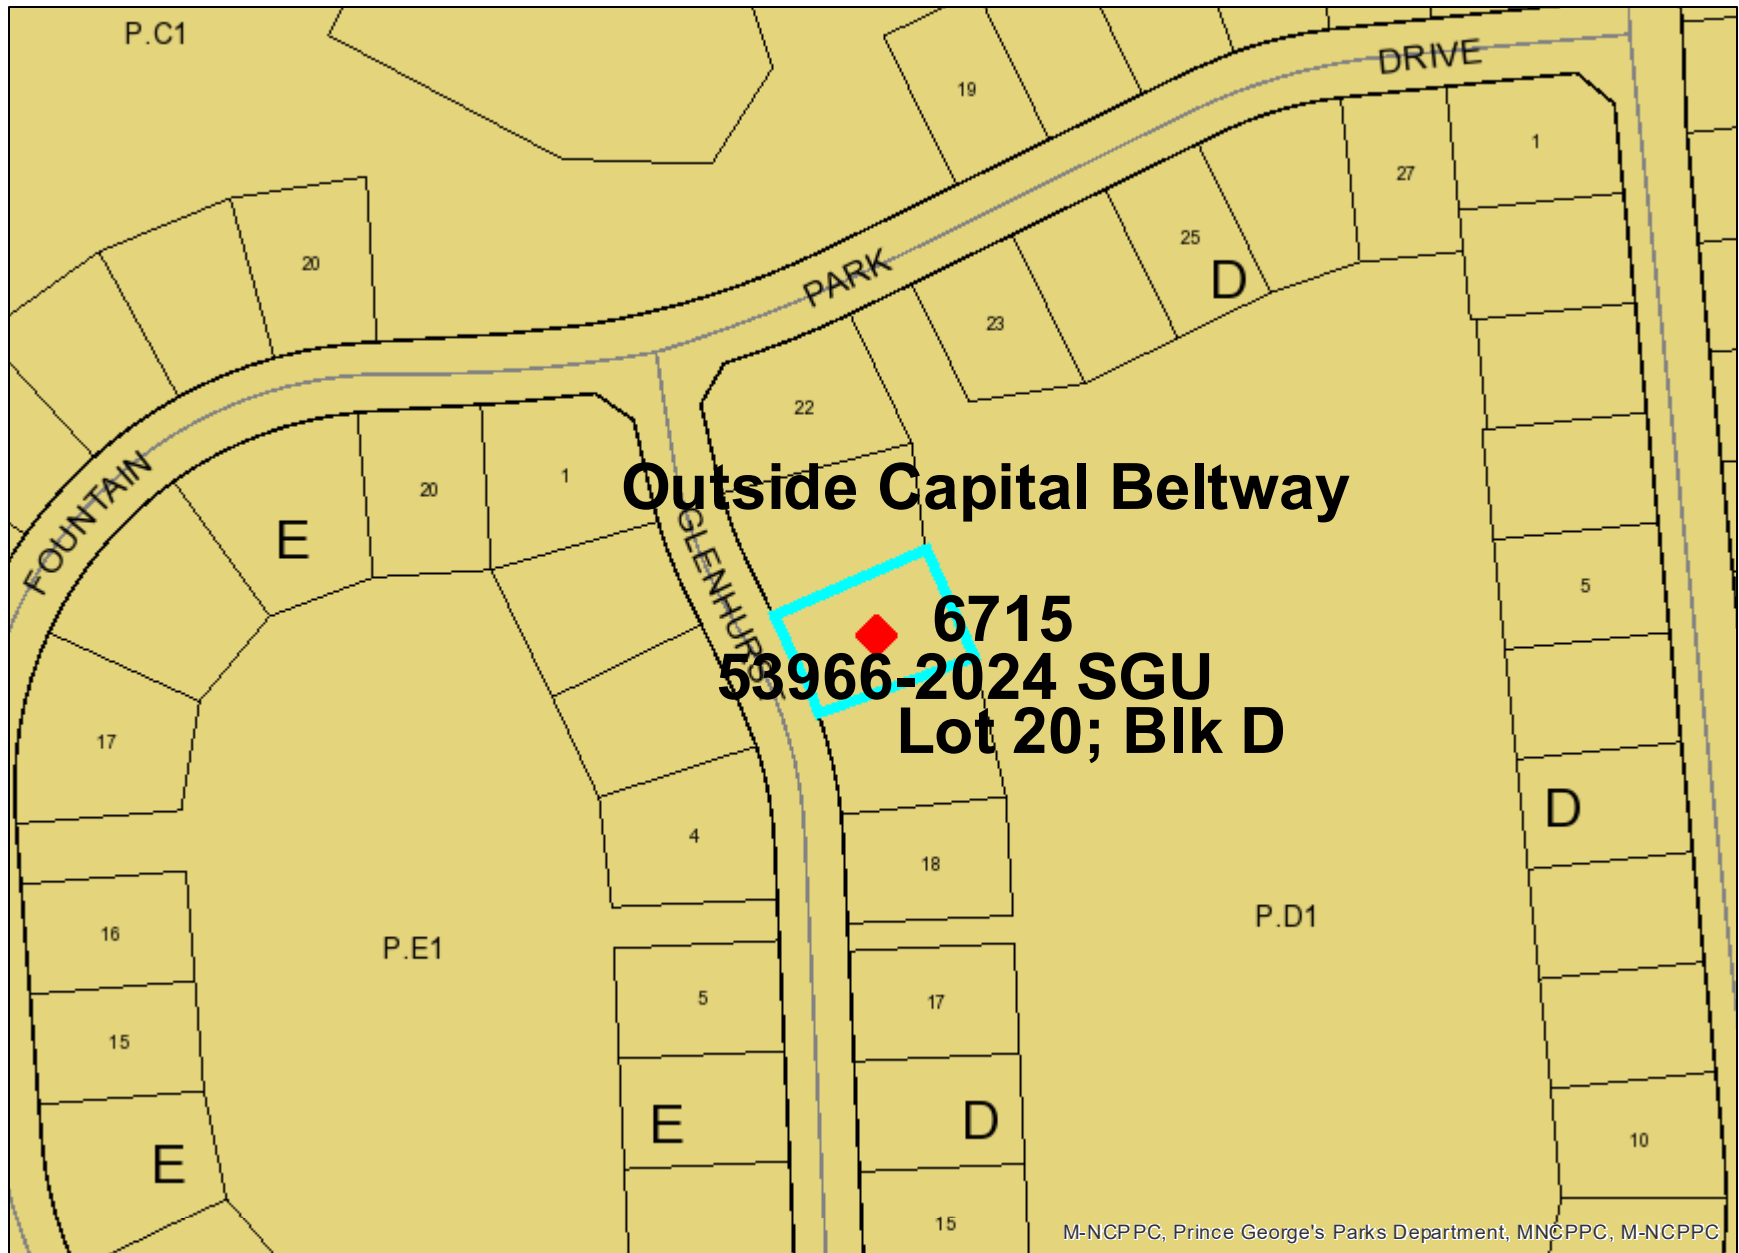 P.C1
19
DRIVE
1
27
20
25
D
PARK
23
22
FOUNTAIN
20
1
Outside Capital Beltway
E
GLENHURST
5
6715
53966-2024 SGU
Lot 20; Blk D
17
D
4
18
P.D1
16
P.E1
5
17
15
E
D
10
E
15
M-NCPPC, Prince George's Parks Department, MNCPPC, M-NCPPC